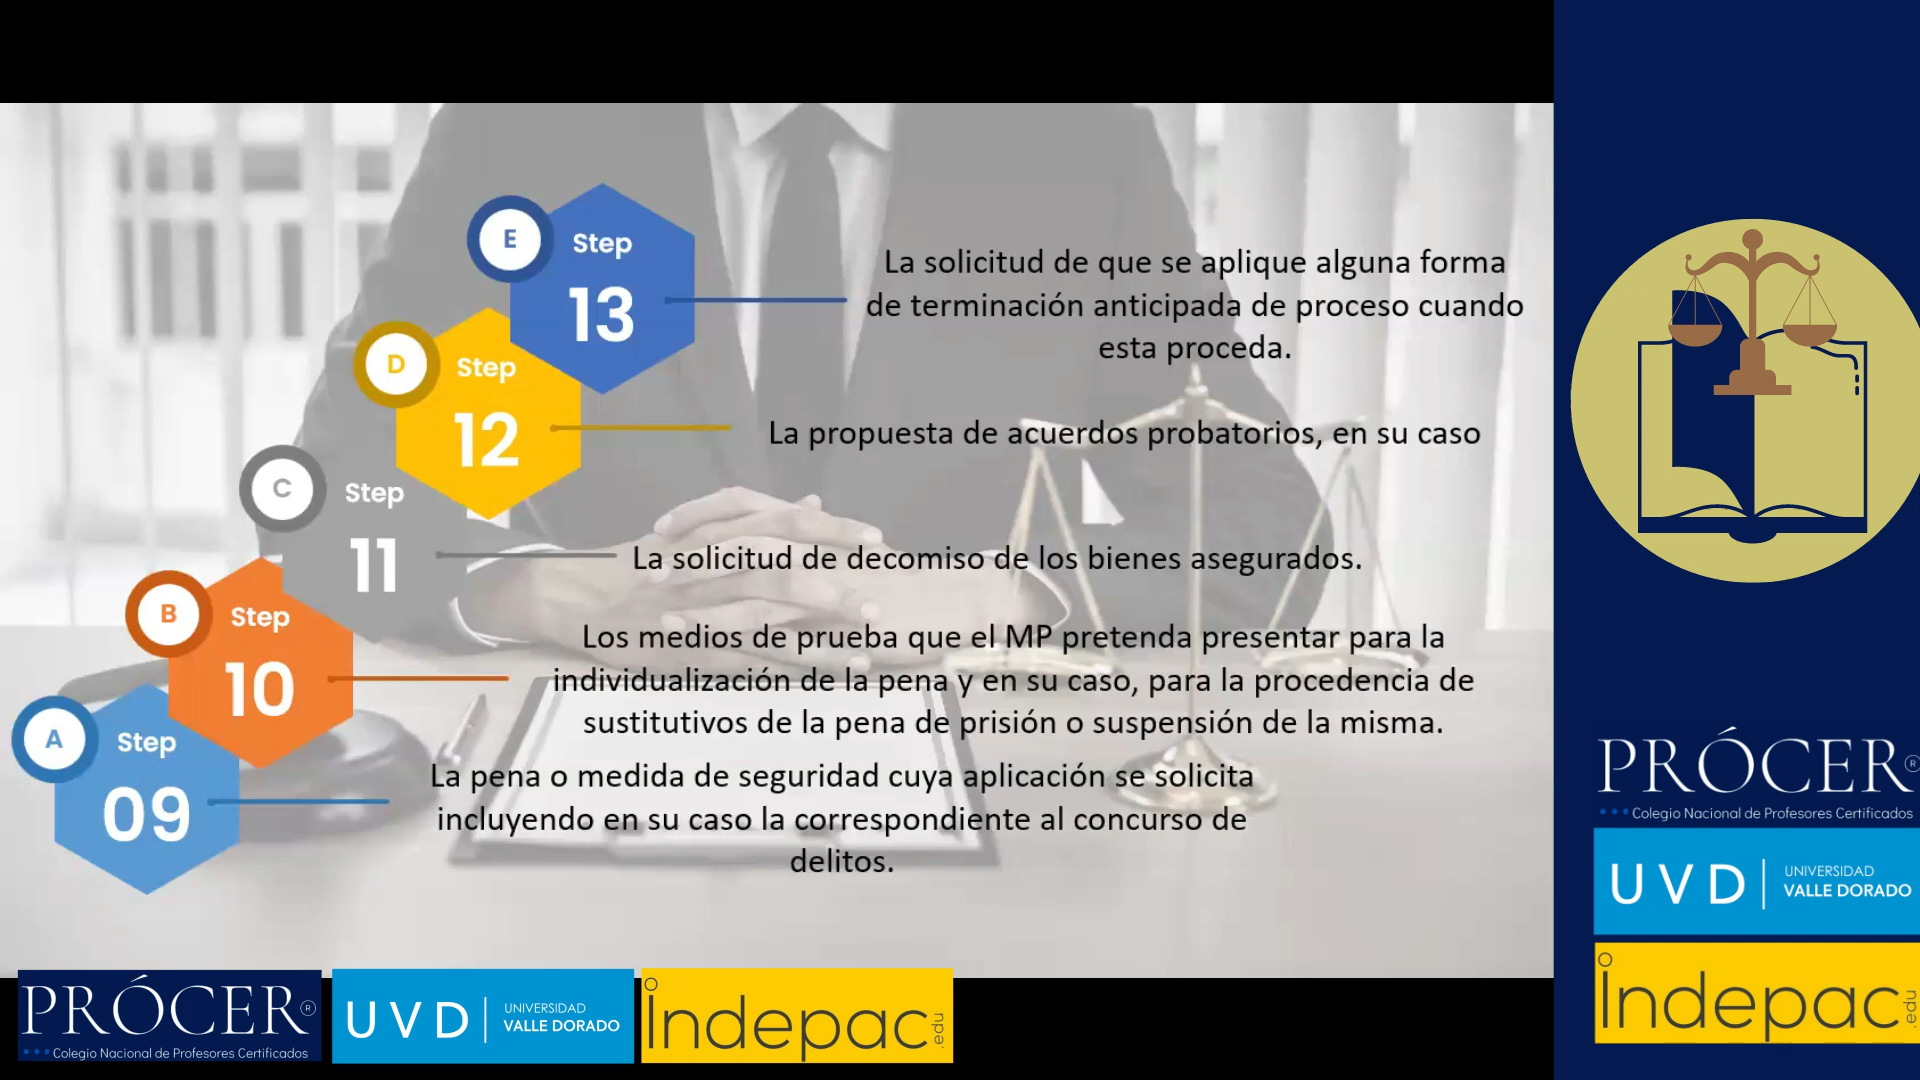 E
Step
13
La solicitud de que se aplique alguna forma
de terminación anticipada de proceso cuando
esta proceda.
D
Step
12
La propuesta de acuerdos probatorios, en su caso
C
Step
11
La solicitud de decomiso de los bienes asegurados.
B
Step
10
Los medios de prueba que el MP pretenda presentar para la
individualización de la pena y en su caso, para la procedencia de
sustitutivos de la pena de prisión o suspensión de la misma.
A
Step
09
La pena o medida de seguridad cuya aplicación se solicita
incluyendo en su caso la correspondiente al concurso de
delitos.
PRÓCER®
Colegio Nacional de Profesores Certificados
UVD
UNIVERSIDAD
VALLE DORADO
Indepac
.edu
PRÓCER®
Colegio Nacional de Profesores Certificados
UVD
UNIVERSIDAD
VALLE DORADO
Indepac
.edu